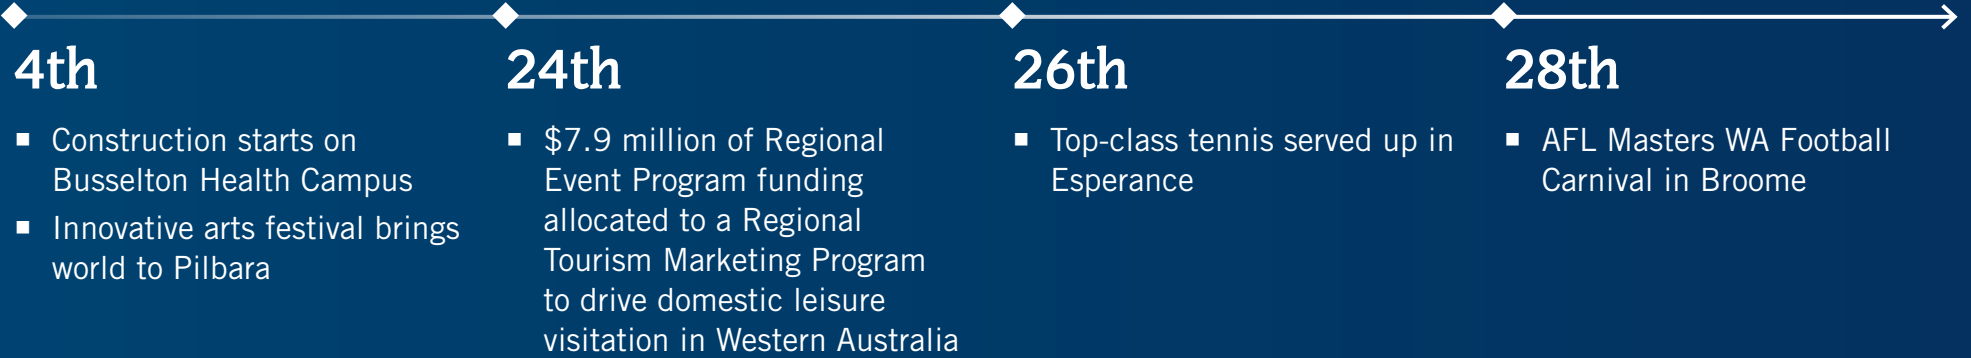 4th
■ Construction starts on
Busselton Health Campus
■ Innovative arts festival brings
world to Pilbara
24th
■ $7.9 million of Regional
Event Program funding
allocated to a Regional
Tourism Marketing Program
to drive domestic leisure
visitation in Western Australia
26th
■ Top-class tennis served up in
Esperance
28th
■ AFL Masters WA Football
Carnival in Broome